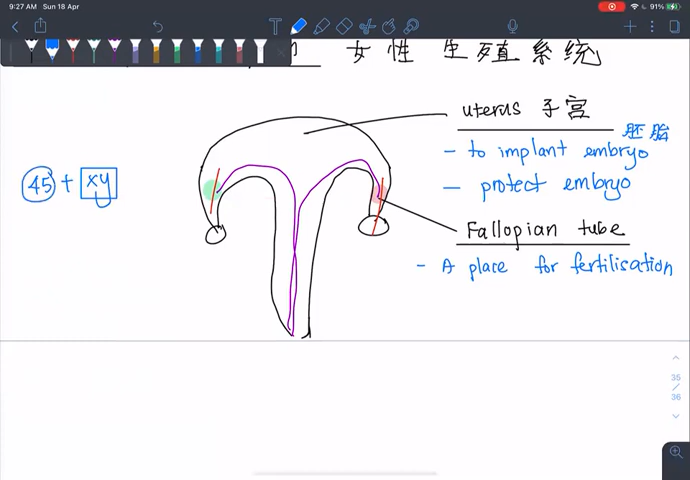 9:27 AM Sun 18 Apr
91%
女性 生殖系统
uterus 子宫
胚胎
- to implant embryo
- protect embryo
45 + xy
Fallopian tube
- A place for fertilisation
35
/
36